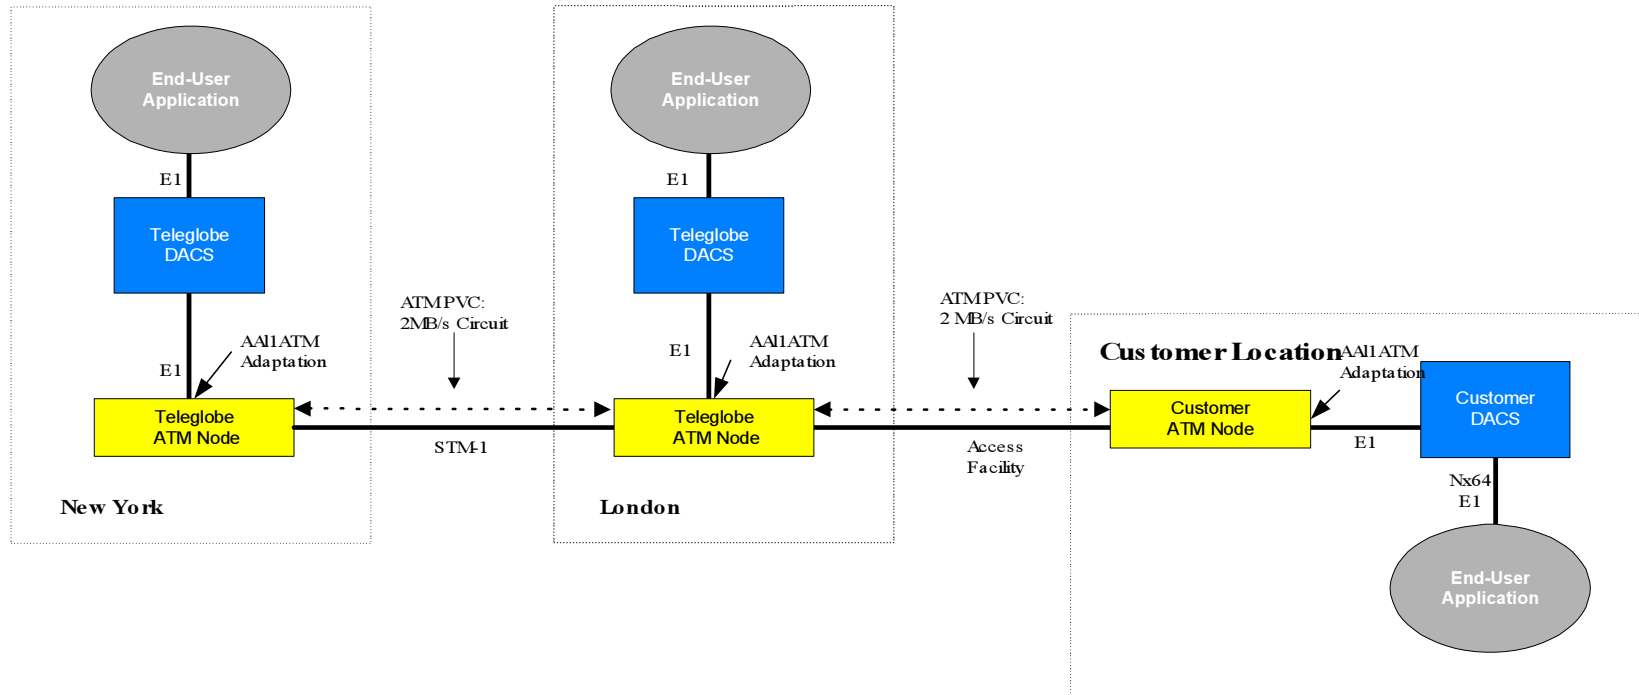 End-User
Application
E1
Teleglobe
DACS
E1
AAl1ATM
Adaptation
Teleglobe
ATM Node
New York
ATM PVC:
2MB/s Circuit
STM-1
End-User
Application
E1
Teleglobe
DACS
E1
AAl1ATM
Adaptation
Teleglobe
ATM Node
London
ATM PVC:
2 MB/s Circuit
Access
Facility
Customer Location
AAl1ATM
Adaptation
Customer
ATM Node
E1
Customer
DACS
Nx64
E1
End-User
Application